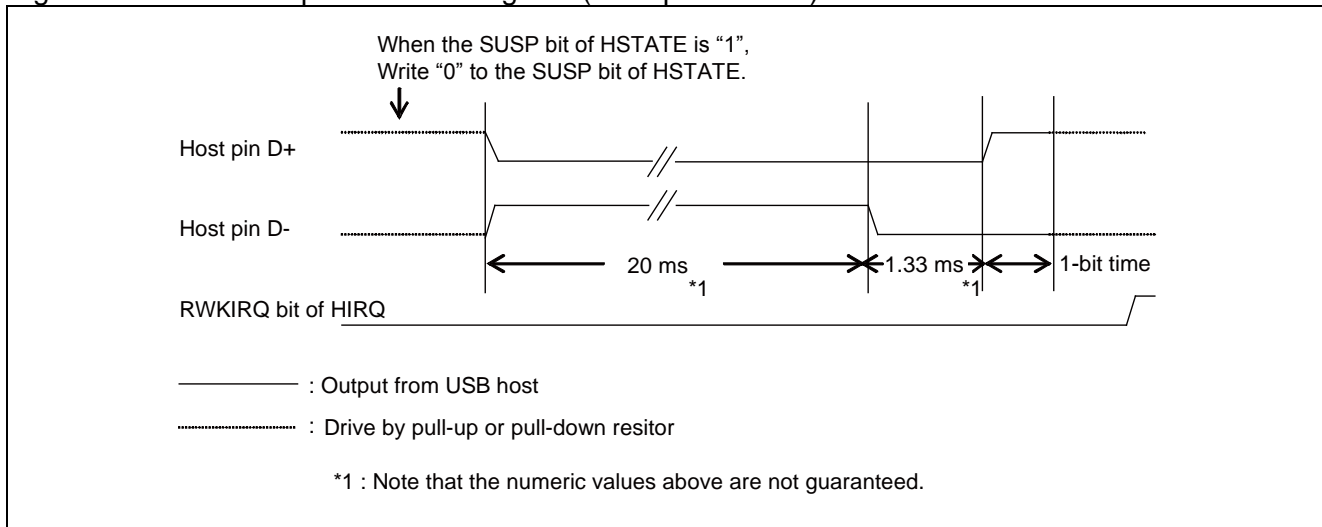 When the SUSP bit of HSTATE is “1”,
Write “0” to the SUSP bit of HSTATE.
Host pin D+
Host pin D-
20 ms
*1
1.33 ms
*1
1-bit time
RWKIRQ bit of HIRQ
: Output from USB host
: Drive by pull-up or pull-down resitor
*1 : Note that the numeric values above are not guaranteed.